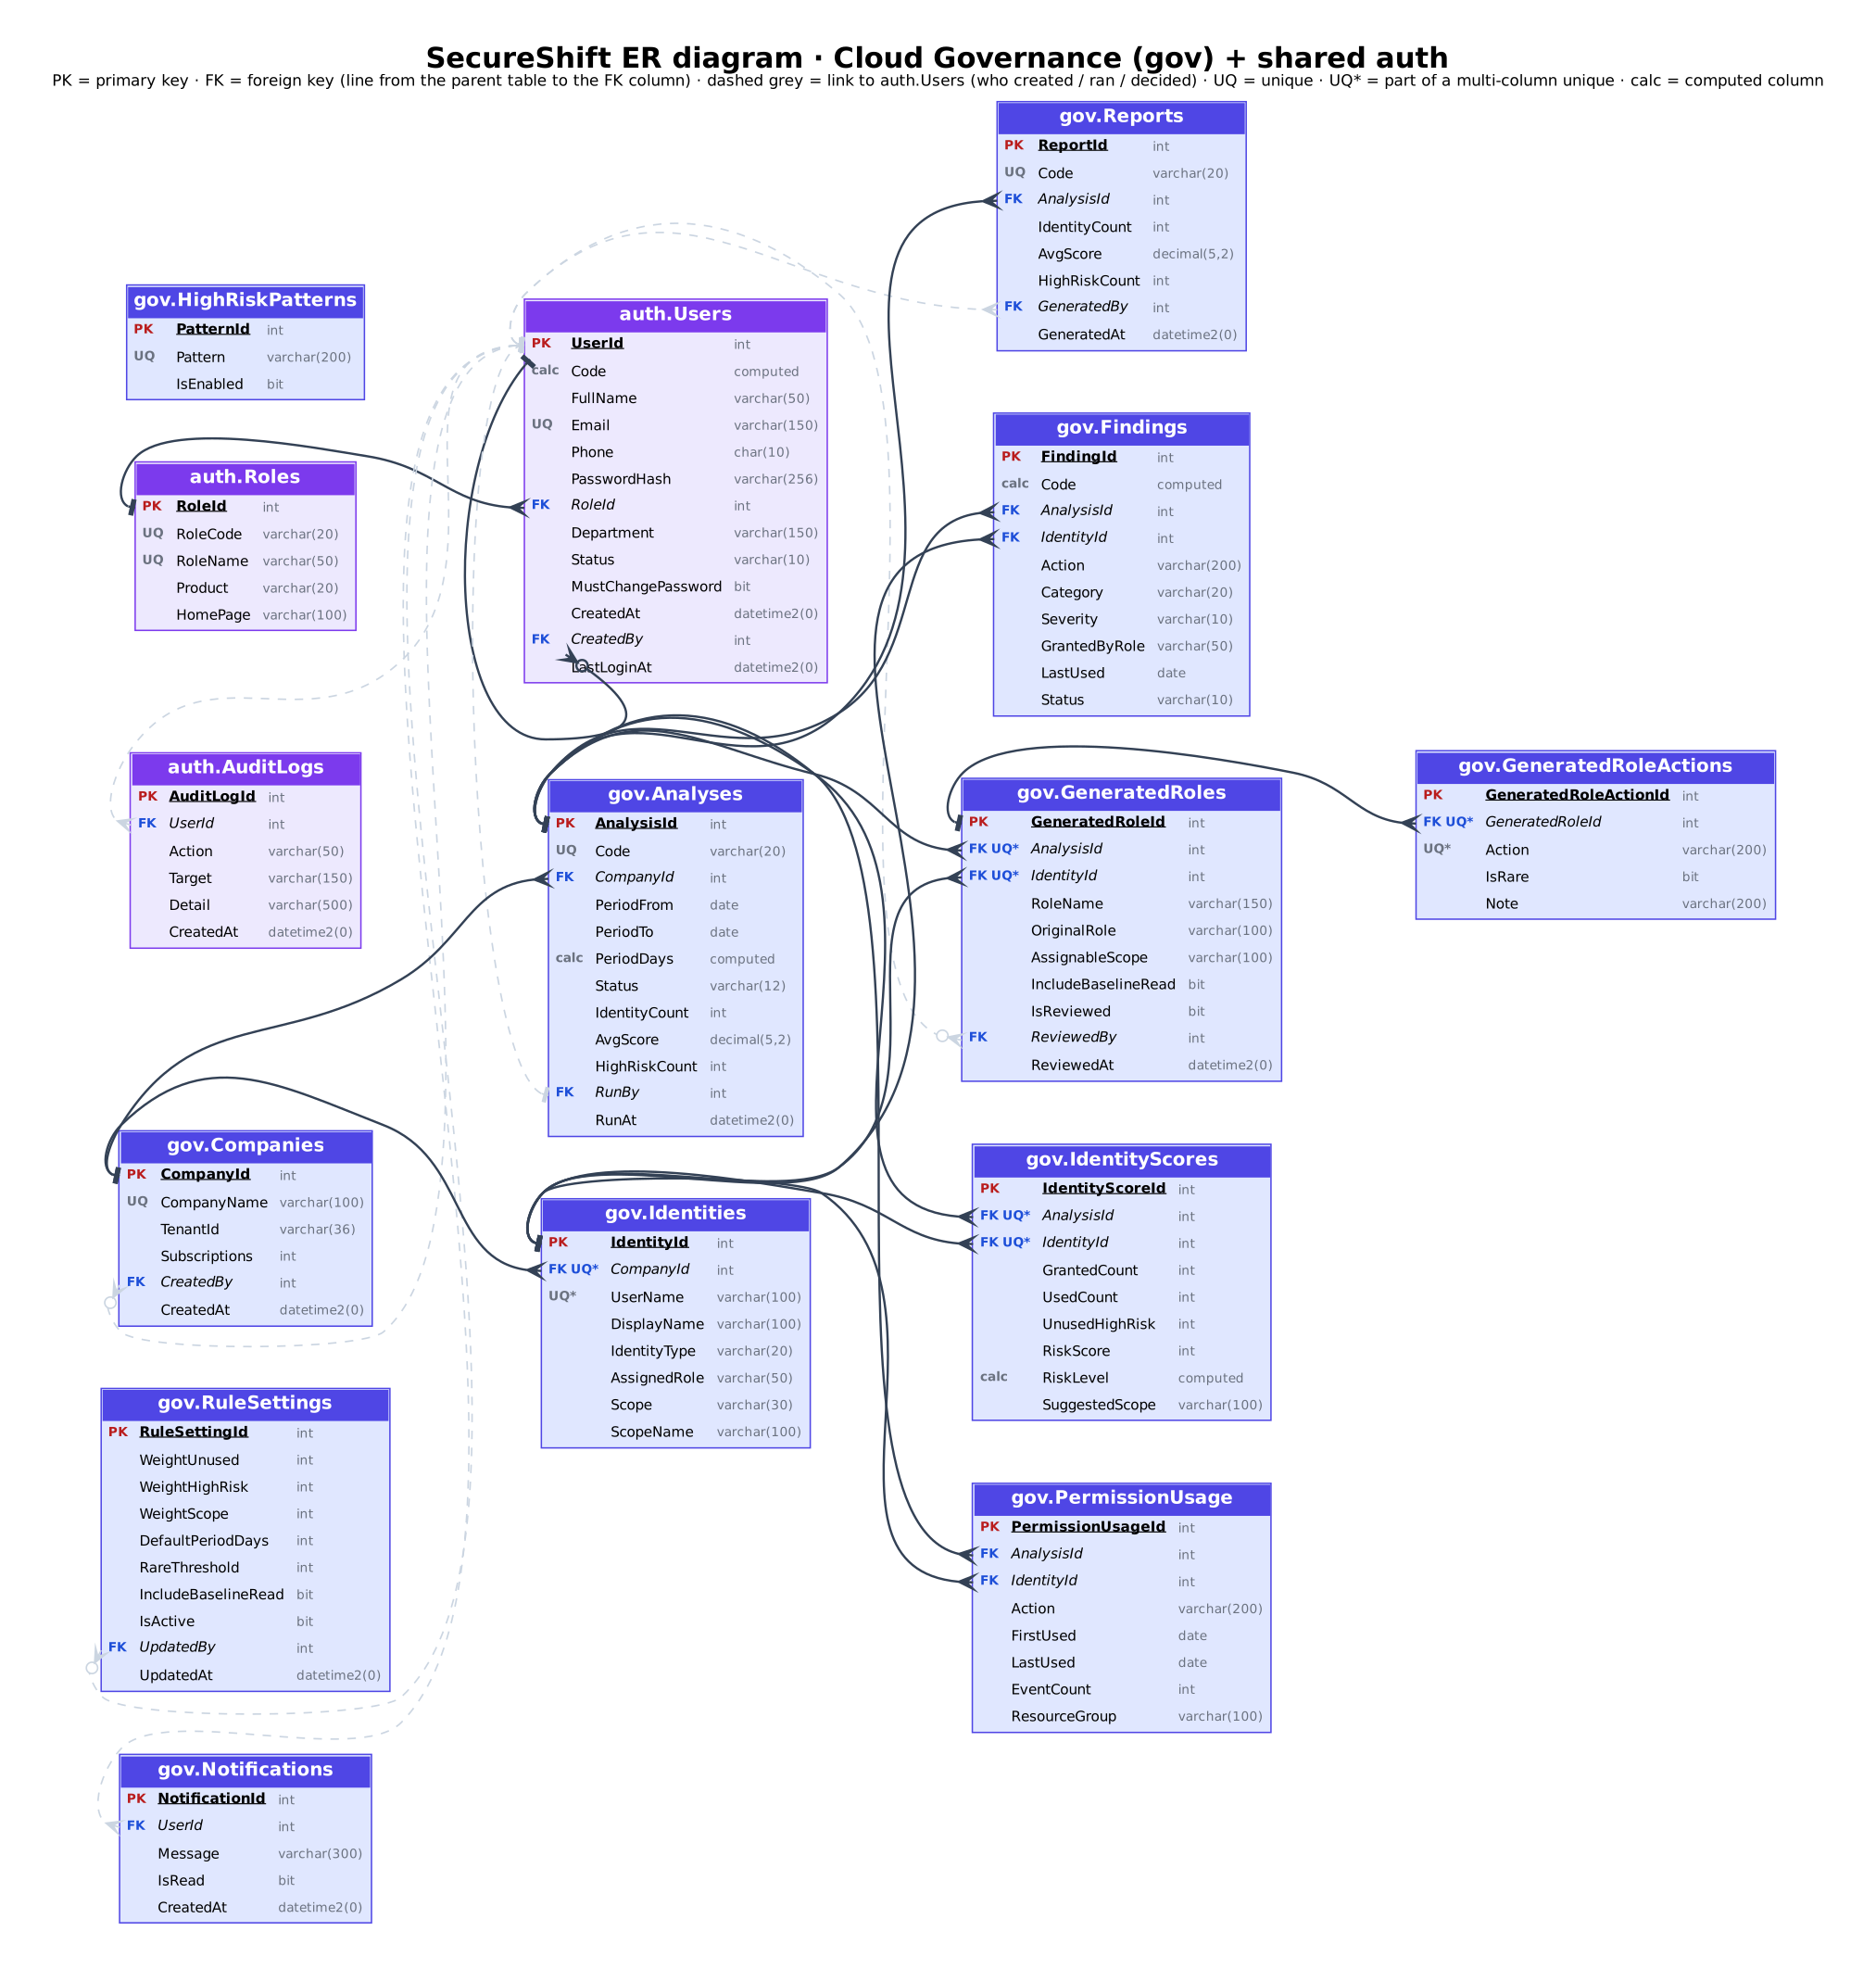 SecureShift ER diagram · Cloud Governance (gov) + shared auth
PK = primary key · FK = foreign key (line from the parent table to the FK column) · dashed grey = link to auth.Users (who created / ran / decided) · UQ = unique · UQ* = part of a multi-column unique · calc = computed column
gov.Reports
PK ReportId int
UQ Code varchar(20)
FK AnalysisId int
IdentityCount int
AvgScore decimal(5,2)
HighRiskCount int
FK GeneratedBy int
GeneratedAt datetime2(0)
gov.HighRiskPatterns
PK PatternId int
UQ Pattern varchar(200)
IsEnabled bit
auth.Users
PK UserId int
calc Code computed
FullName varchar(50)
UQ Email varchar(150)
Phone char(10)
PasswordHash varchar(256)
FK RoleId int
Department varchar(150)
Status varchar(10)
MustChangePassword bit
CreatedAt datetime2(0)
FK CreatedBy int
LastLoginAt datetime2(0)
gov.Findings
PK FindingId int
calc Code computed
FK AnalysisId int
FK IdentityId int
Action varchar(200)
Category varchar(20)
Severity varchar(10)
GrantedByRole varchar(50)
LastUsed date
Status varchar(10)
auth.Roles
PK RoleId int
UQ RoleCode varchar(20)
UQ RoleName varchar(50)
Product varchar(20)
HomePage varchar(100)
auth.AuditLogs
PK AuditLogId int
FK UserId int
Action varchar(50)
Target varchar(150)
Detail varchar(500)
CreatedAt datetime2(0)
gov.Analyses
PK AnalysisId int
UQ Code varchar(20)
FK CompanyId int
PeriodFrom date
PeriodTo date
calc PeriodDays computed
Status varchar(12)
IdentityCount int
AvgScore decimal(5,2)
HighRiskCount int
FK RunBy int
RunAt datetime2(0)
gov.GeneratedRoles
PK GeneratedRoleId int
FK UQ* AnalysisId int
FK UQ* IdentityId int
RoleName varchar(150)
OriginalRole varchar(100)
AssignableScope varchar(100)
IncludeBaselineRead bit
IsReviewed bit
FK ReviewedBy int
ReviewedAt datetime2(0)
gov.GeneratedRoleActions
PK GeneratedRoleActionId int
FK UQ* GeneratedRoleId int
UQ* Action varchar(200)
IsRare bit
Note varchar(200)
gov.Companies
PK CompanyId int
UQ CompanyName varchar(100)
TenantId varchar(36)
Subscriptions int
FK CreatedBy int
CreatedAt datetime2(0)
gov.Identities
PK IdentityId int
FK UQ* CompanyId int
UQ* UserName varchar(100)
DisplayName varchar(100)
IdentityType varchar(20)
AssignedRole varchar(50)
Scope varchar(30)
ScopeName varchar(100)
gov.IdentityScores
PK IdentityScoreId int
FK UQ* AnalysisId int
FK UQ* IdentityId int
GrantedCount int
UsedCount int
UnusedHighRisk int
RiskScore int
calc RiskLevel computed
SuggestedScope varchar(100)
gov.RuleSettings
PK RuleSettingId int
WeightUnused int
WeightHighRisk int
WeightScope int
DefaultPeriodDays int
RareThreshold int
IncludeBaselineRead bit
IsActive bit
FK UpdatedBy int
UpdatedAt datetime2(0)
gov.PermissionUsage
PK PermissionUsageId int
FK AnalysisId int
FK IdentityId int
Action varchar(200)
FirstUsed date
LastUsed date
EventCount int
ResourceGroup varchar(100)
gov.Notifications
PK NotificationId int
FK UserId int
Message varchar(300)
IsRead bit
CreatedAt datetime2(0)